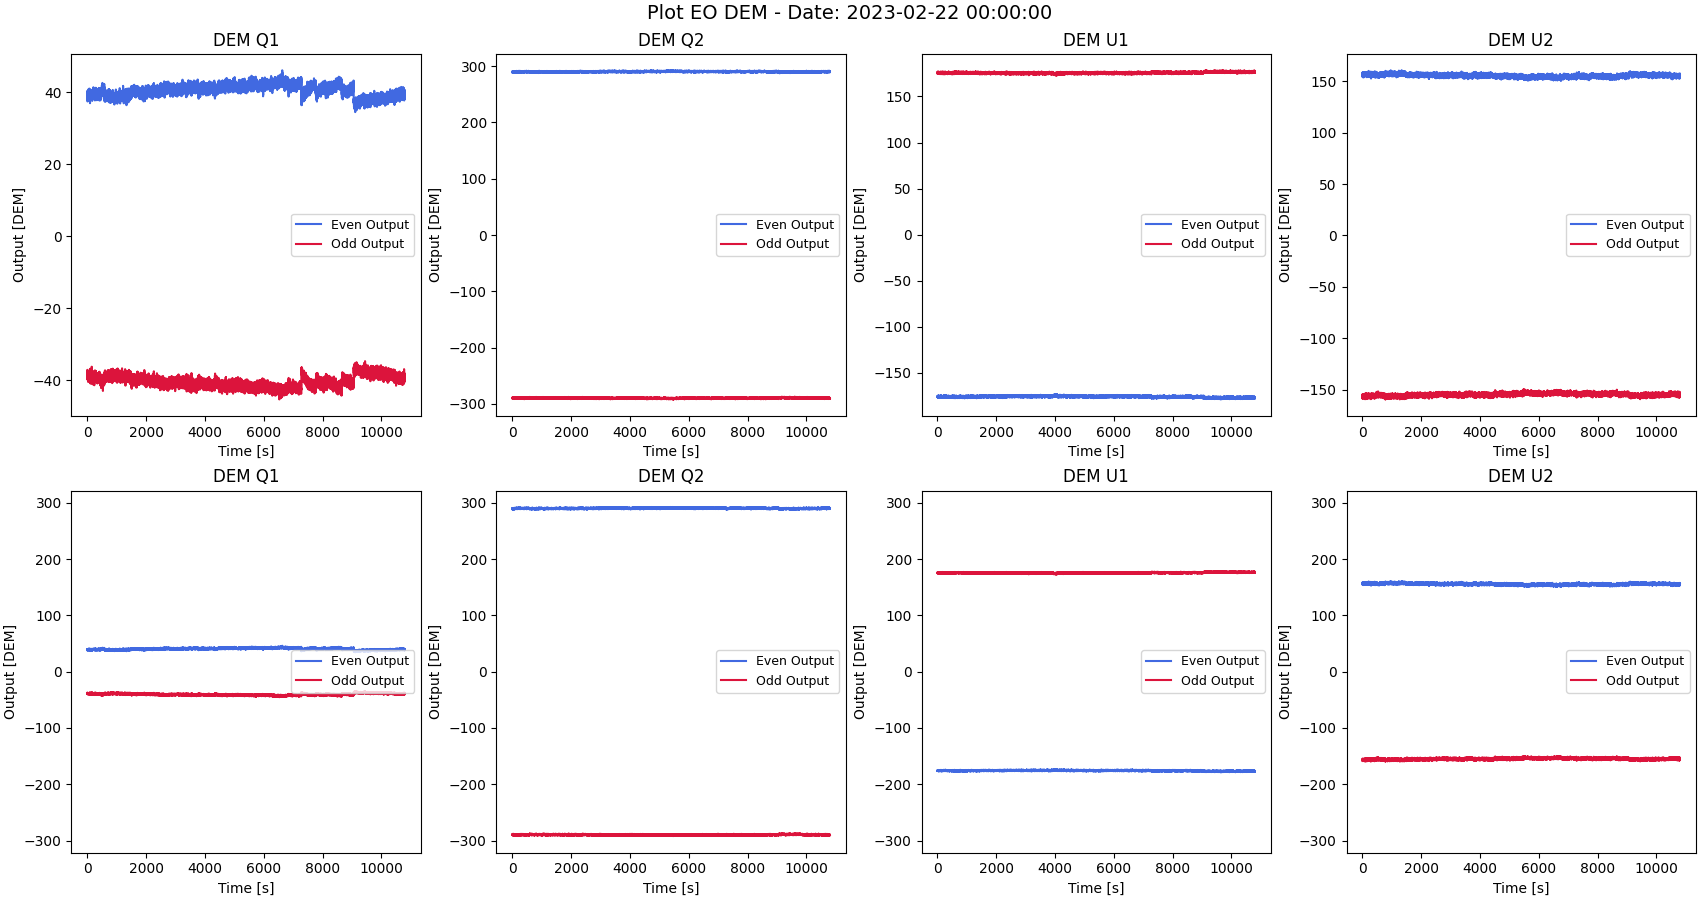 Plot EO DEM - Date: 2023-02-22 00:00:00
DEM Q1
Output [DEM]
40
20
0
−20
−40
Even Output
Odd Output
0 2000 4000 6000 8000 10000
Time [s]
DEM Q2
Output [DEM]
300
200
100
0
−100
−200
−300
Even Output
Odd Output
0 2000 4000 6000 8000 10000
Time [s]
DEM U1
Output [DEM]
150
100
50
0
−50
−100
−150
Even Output
Odd Output
0 2000 4000 6000 8000 10000
Time [s]
DEM U2
Output [DEM]
150
100
50
0
−50
−100
−150
Even Output
Odd Output
0 2000 4000 6000 8000 10000
Time [s]
DEM Q1
Output [DEM]
300
200
100
0
−100
−200
−300
Even Output
Odd Output
0 2000 4000 6000 8000 10000
Time [s]
DEM Q2
Output [DEM]
300
200
100
0
−100
−200
−300
Even Output
Odd Output
0 2000 4000 6000 8000 10000
Time [s]
DEM U1
Output [DEM]
300
200
100
0
−100
−200
−300
Even Output
Odd Output
0 2000 4000 6000 8000 10000
Time [s]
DEM U2
Output [DEM]
300
200
100
0
−100
−200
−300
Even Output
Odd Output
0 2000 4000 6000 8000 10000
Time [s]